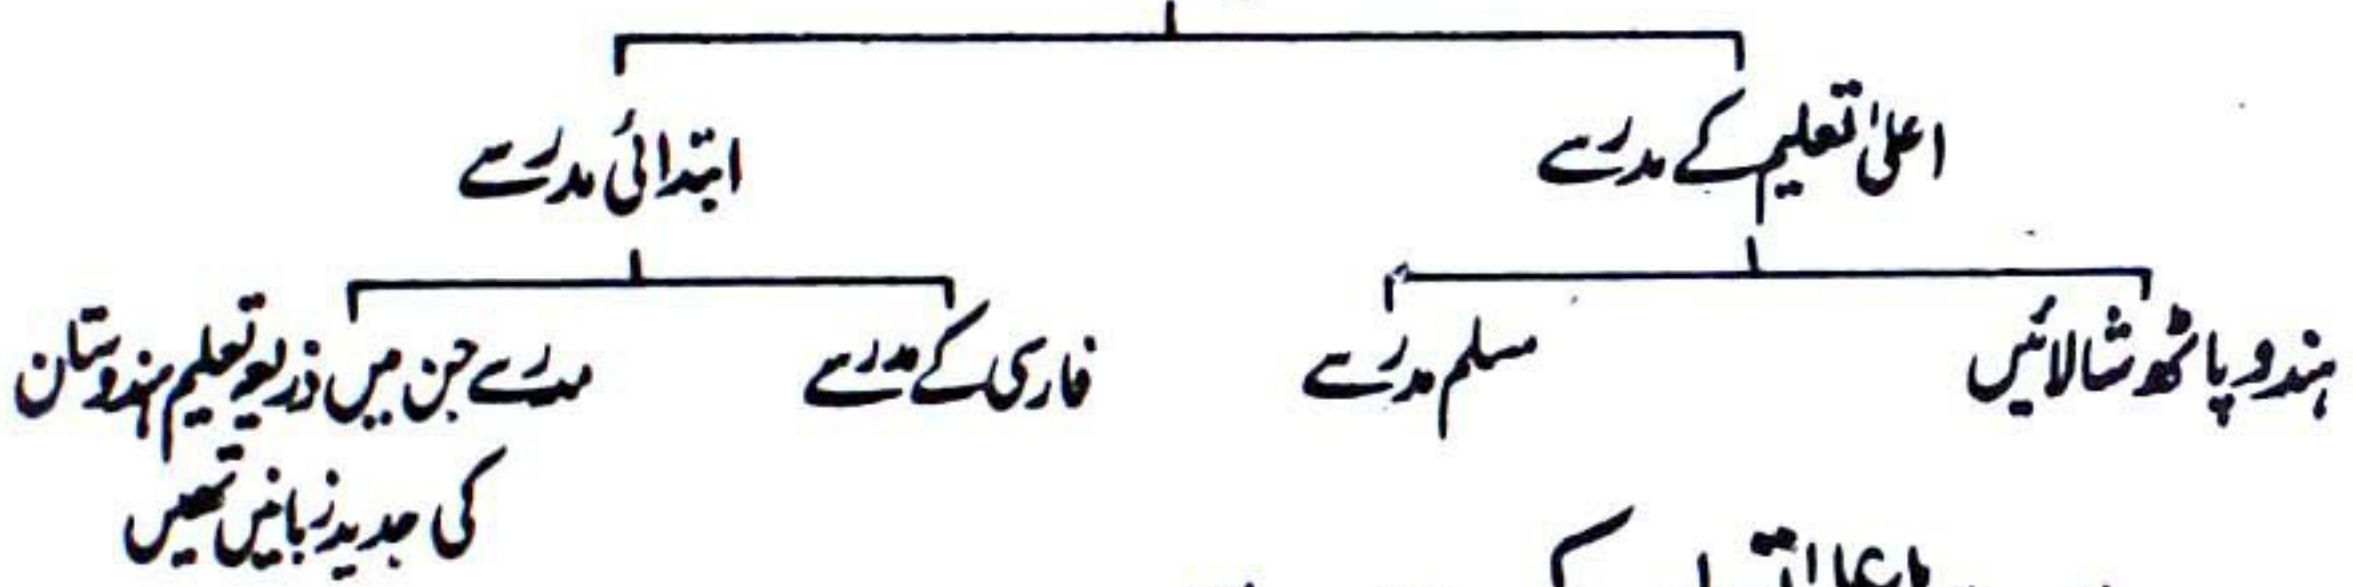 اعلیٰ تعلیم کے مدرسے
ابتدائی مدرسے
ہندو پاٹھ شالائیں
مسلم مدرسے
فارسی کے مدرسے
مدرسے جن میں ذریعہ تعلیم ہندوستان
کی جدید زبانیں تھیں